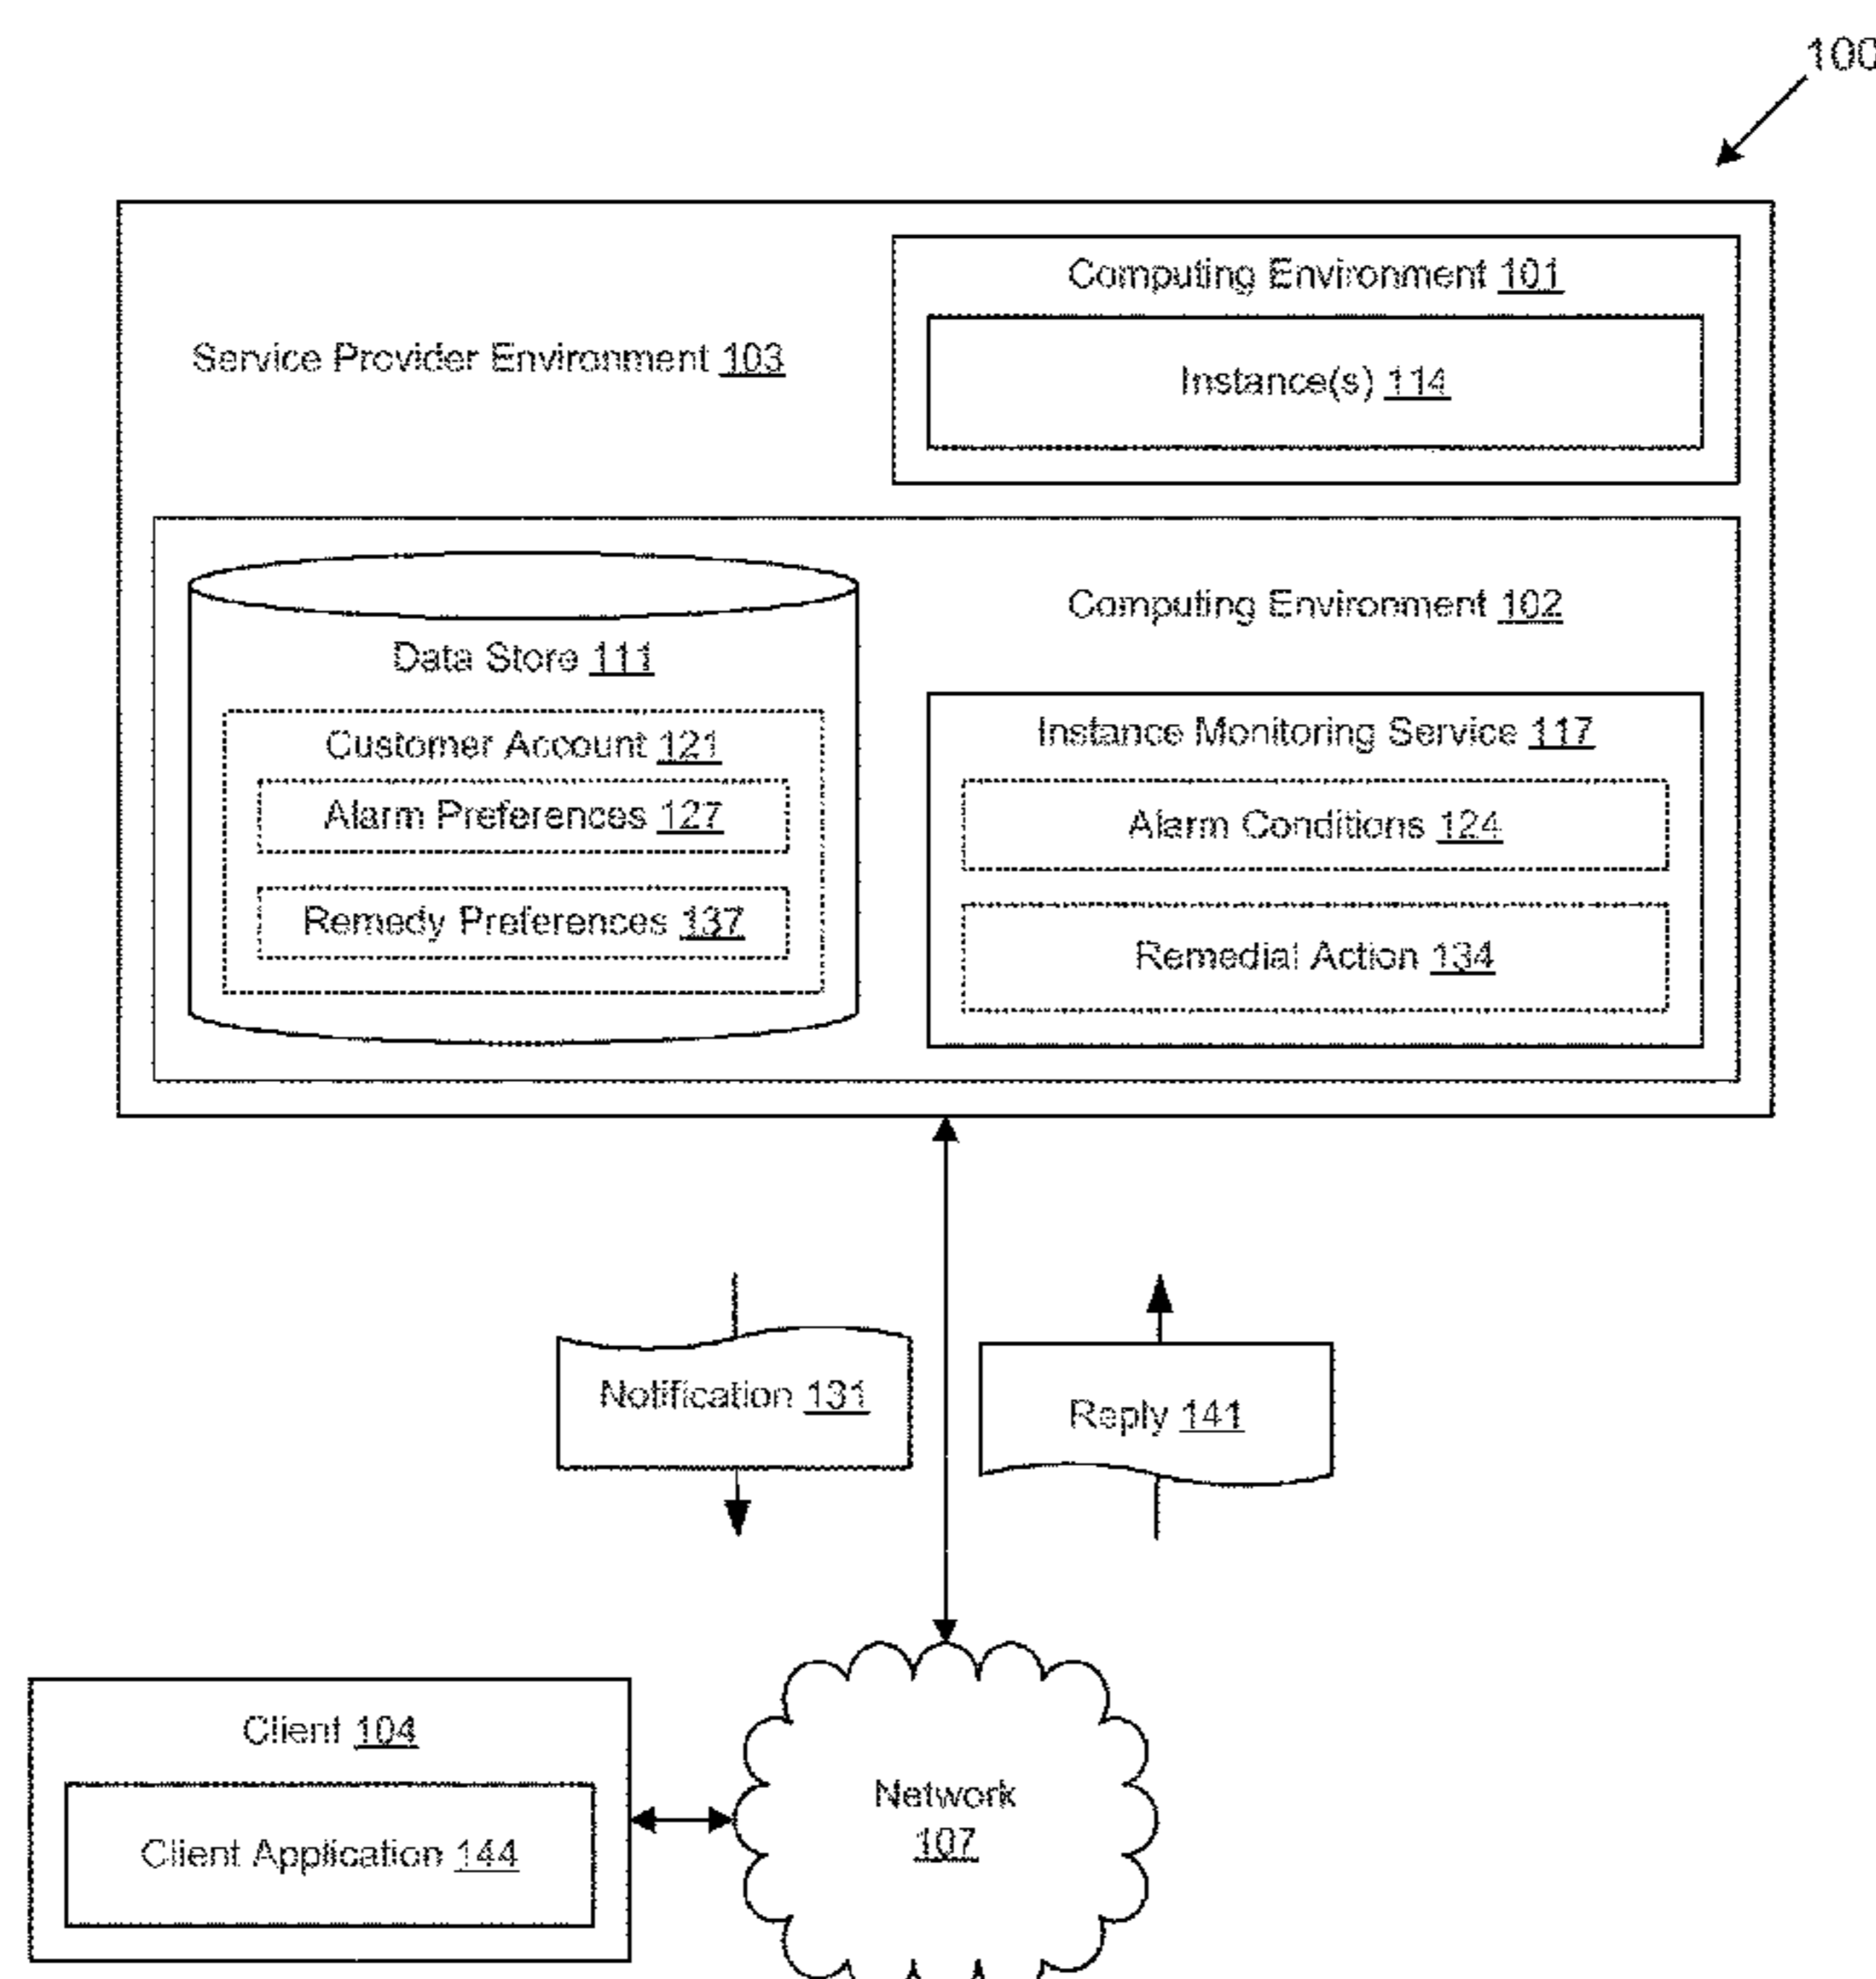 100
Computing Environment 101
Service Provider Environment 103
Instance(s) 114
Computing Environment 102
Data Store 111
Customer Account 121
Alarm Preferences 127
Remedy Preferences 137
Instance Monitoring Service 117
Alarm Conditions 124
Remedial Action 134
Notification 131
Reply 141
Client 104
Client Application 144
Network
107